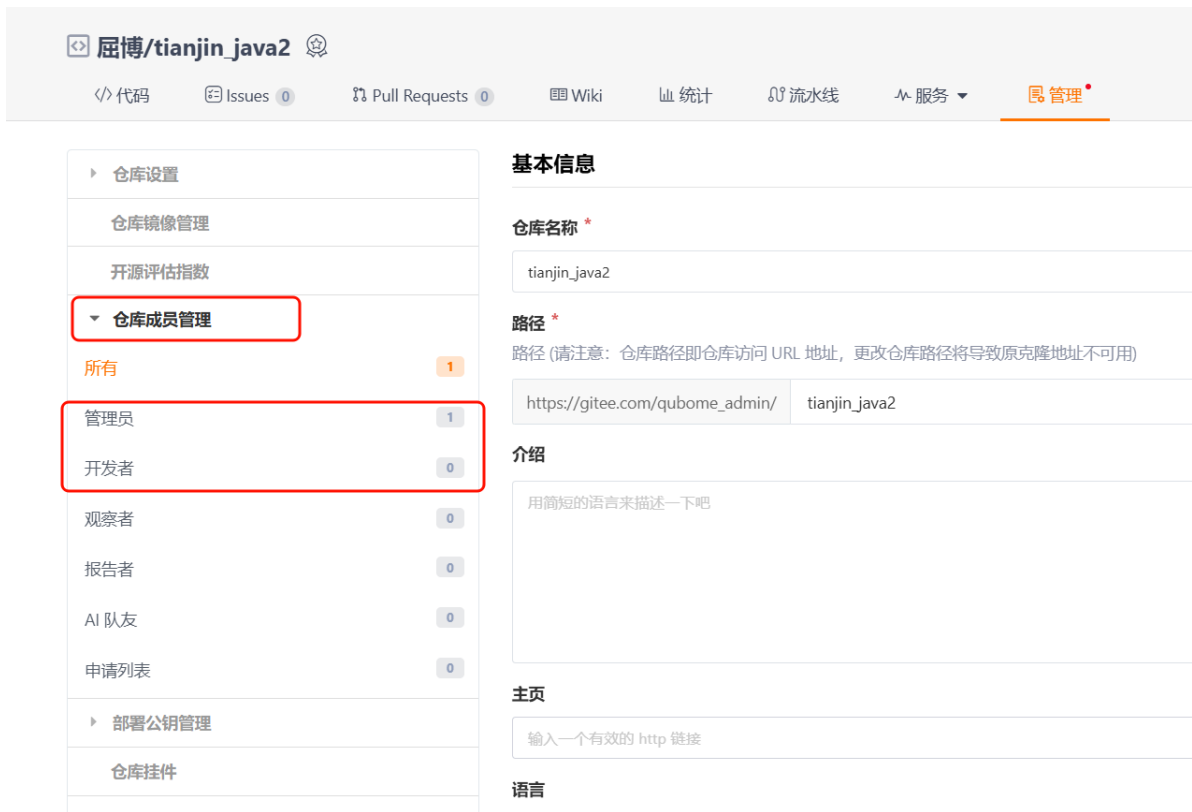 屈博/tianjin_java2
代码 Issues 0 Pull Requests 0 Wiki 统计 流水线 服务 管理
仓库设置
仓库镜像管理
开源评估指数
仓库成员管理
所有 1
管理员 1
开发者 0
观察者 0
报告者 0
AI 队友 0
申请列表 0
部署公钥管理
仓库挂件
基本信息
仓库名称 *
tianjin_java2
路径 *
路径 (请注意：仓库路径即仓库访问 URL 地址，更改仓库路径将导致原克隆地址不可用)
https://gitee.com/qubome_admin/ tianjin_java2
介绍
用简短的语言来描述一下吧
主页
输入一个有效的 http 链接
语言